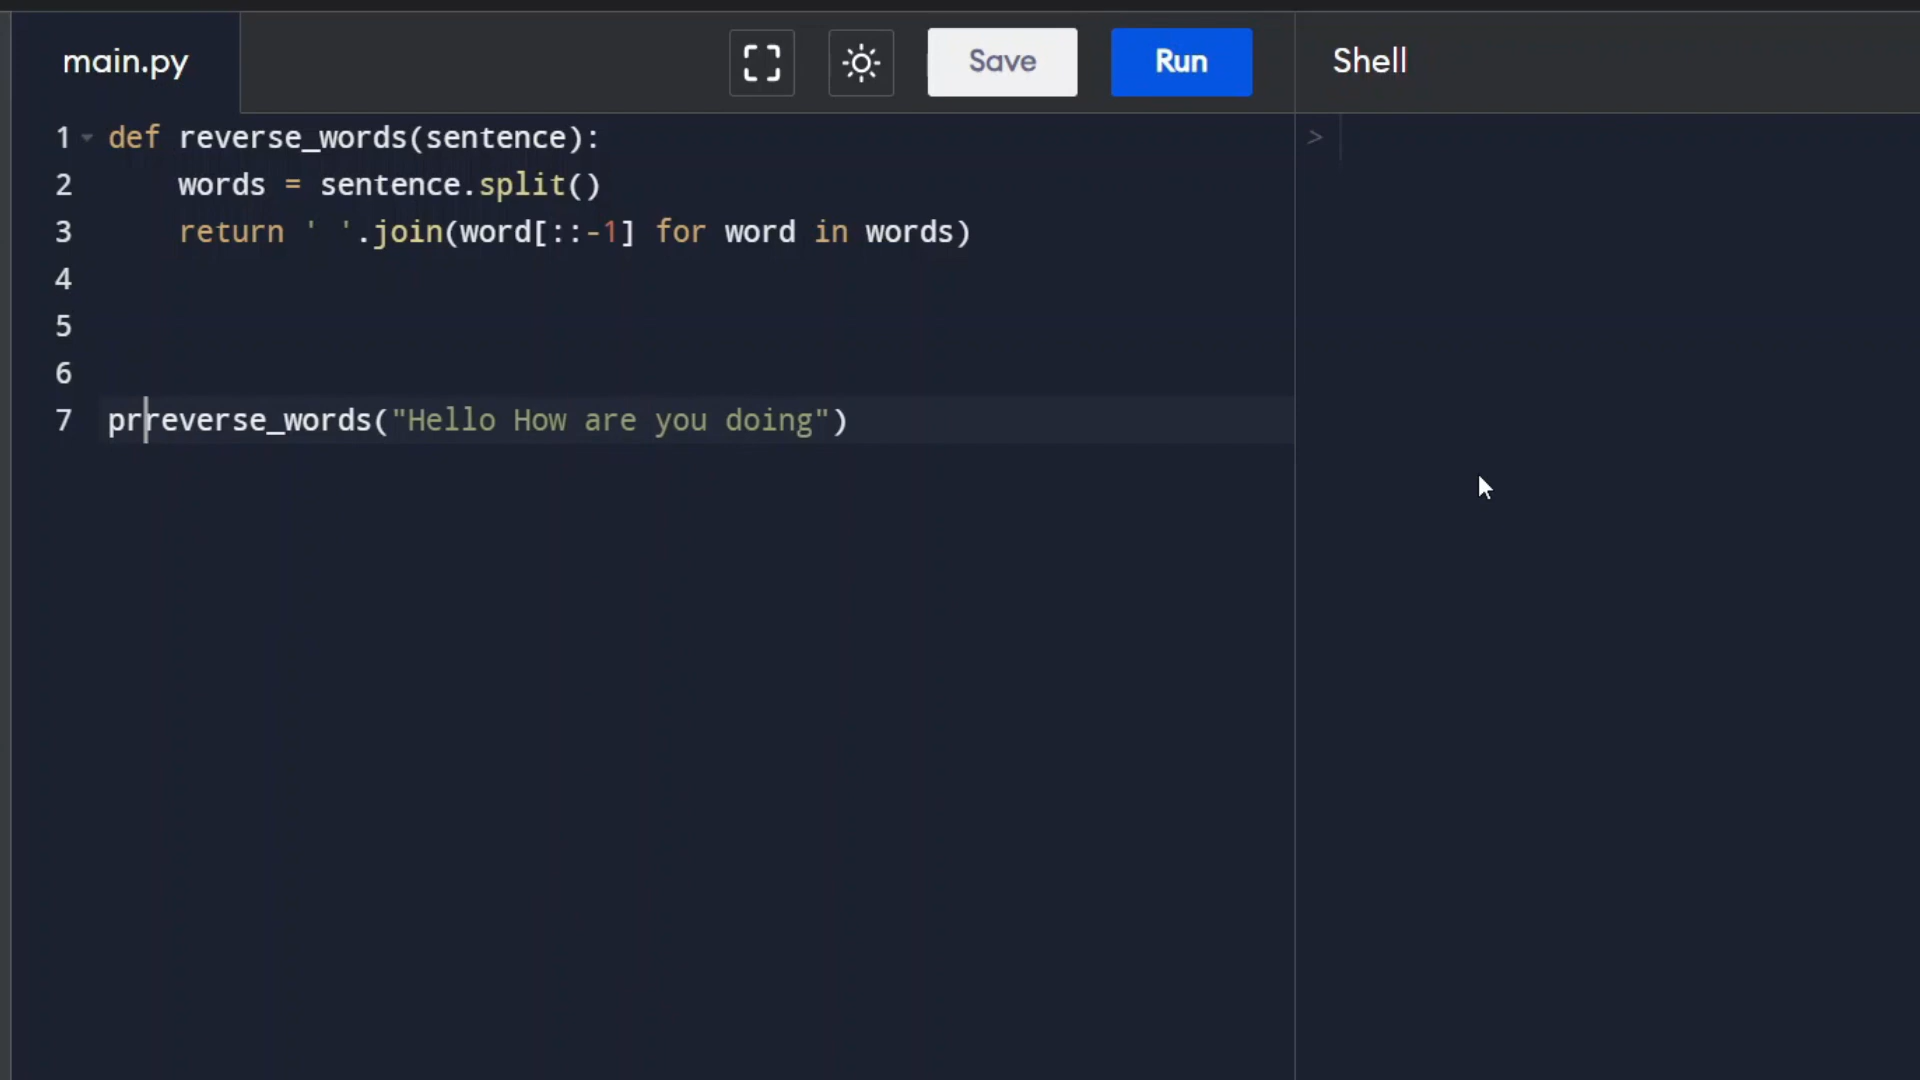 main.py
Save
Run
Shell
1 def reverse_words(sentence):
2 words = sentence.split()
3 return ' '.join(word[::-1] for word in words)
4
5
6
7 prreverse_words("Hello How are you doing")
>